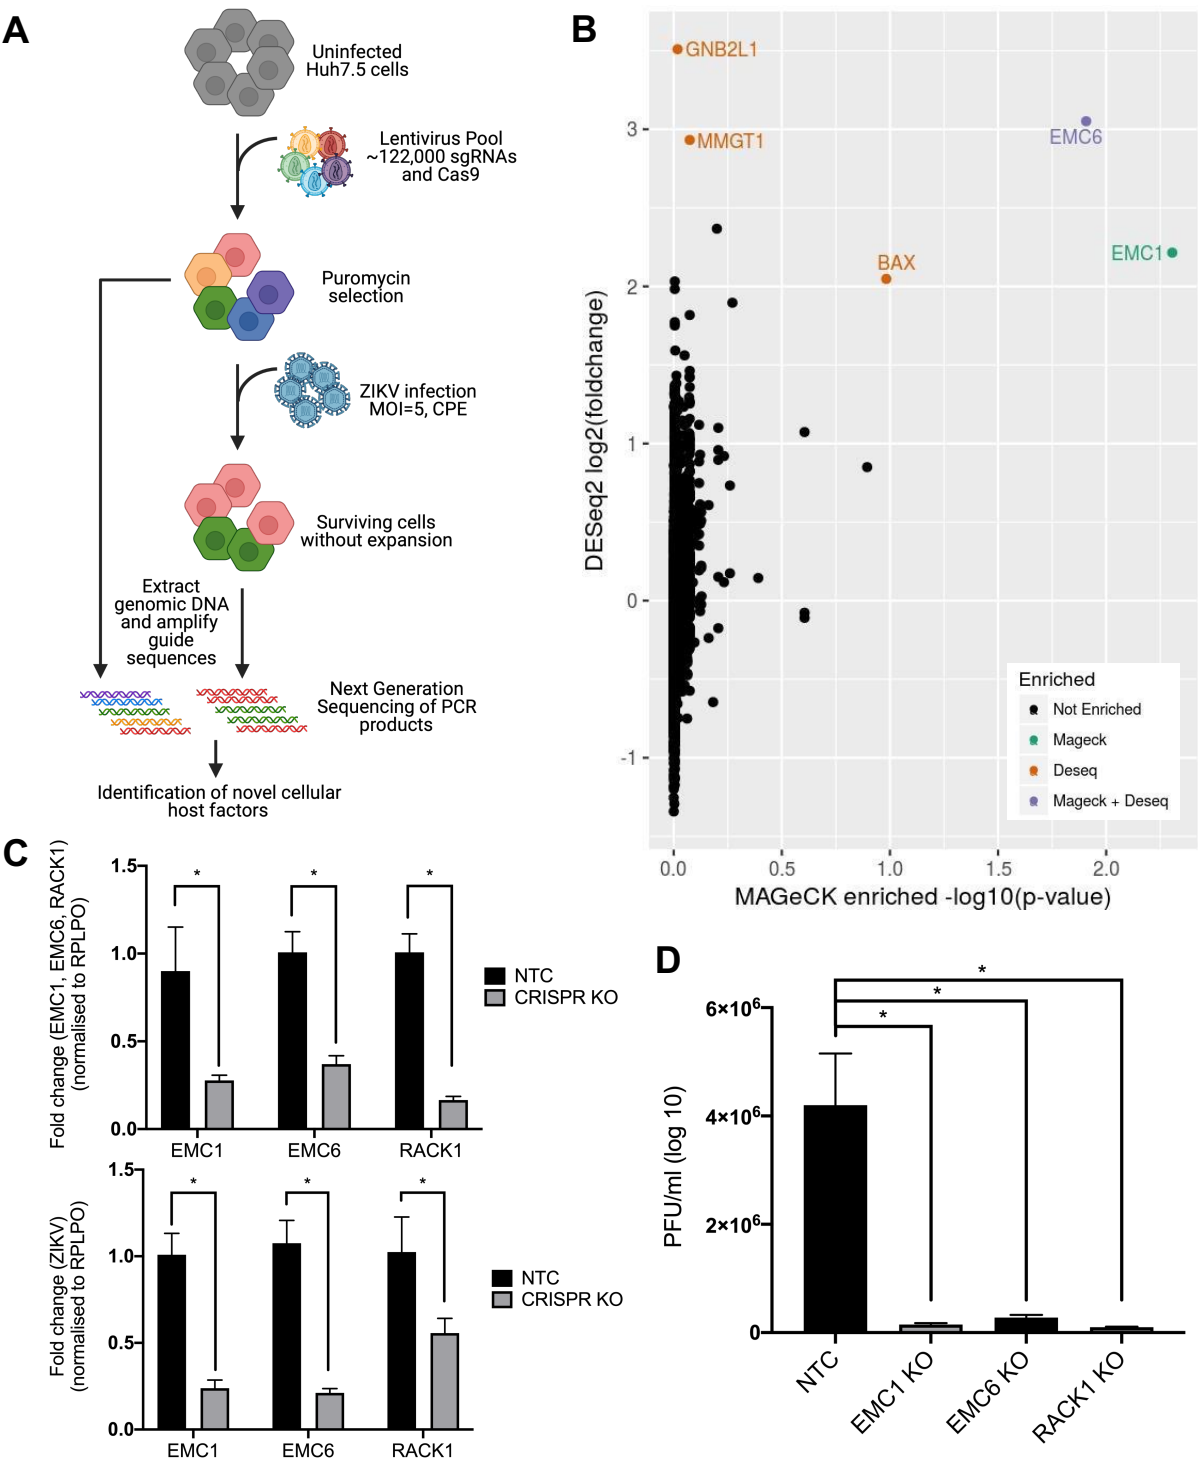 A
Uninfected
Huh7.5 cells
Lentivirus Pool
~122,000 sgRNAs
and Cas9
Puromycin
selection
ZIKV infection
MOI=5, CPE
Surviving cells
without expansion
Extract
genomic DNA
and amplify
guide
sequences
Next Generation
Sequencing of PCR
products
Identification of novel cellular
host factors
B
GNB2L1
MMGT1
EMC6
EMC1
BAX
3
2
1
0
-1
DESeq2 log2(foldchange)
Enriched
Not Enriched
Mageck
Deseq
Mageck + Deseq
0.0
0.5
1.0
1.5
2.0
MAGeCK enriched -log10(p-value)
C
Fold change (EMC1, EMC6, RACK1)
(normalised to RPLPO)
1.5
1.0
0.5
0.0
*
*
*
NTC
CRISPR KO
EMC1
EMC6
RACK1
Fold change (ZIKV)
(normalised to RPLPO)
1.5
1.0
0.5
0.0
*
*
*
NTC
CRISPR KO
EMC1
EMC6
RACK1
D
PFU/ml (log 10)
6×10⁶
4×10⁶
2×10⁶
0
*
*
*
NTC
EMC1 KO
EMC6 KO
RACK1 KO